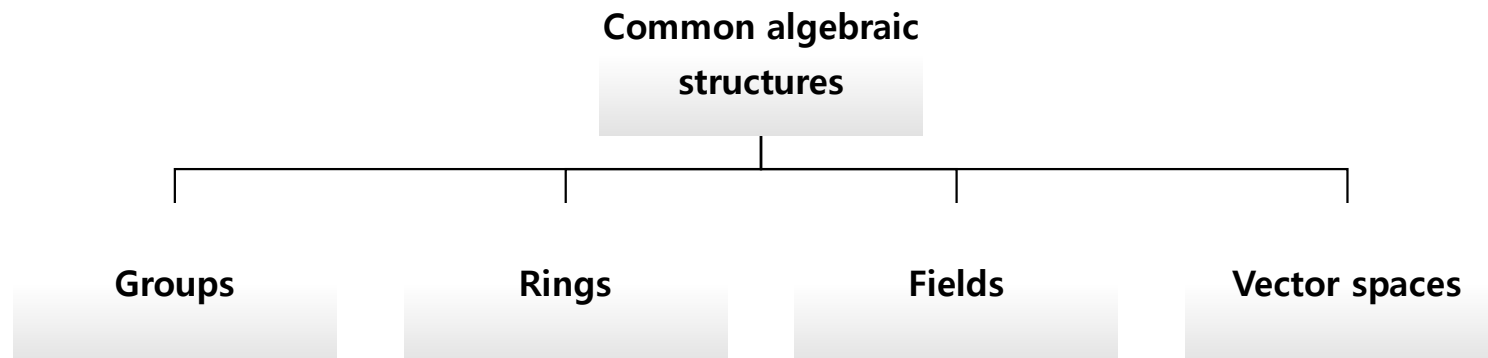 Common algebraic
structures
Groups
Rings
Fields
Vector spaces